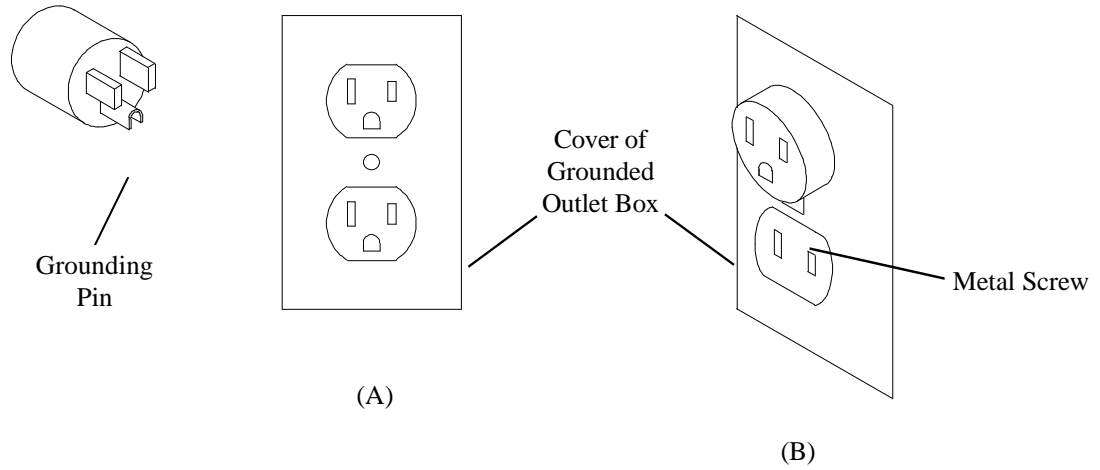 Grounding
Pin
(A)
Cover of
Grounded
Outlet Box
Metal Screw
(B)